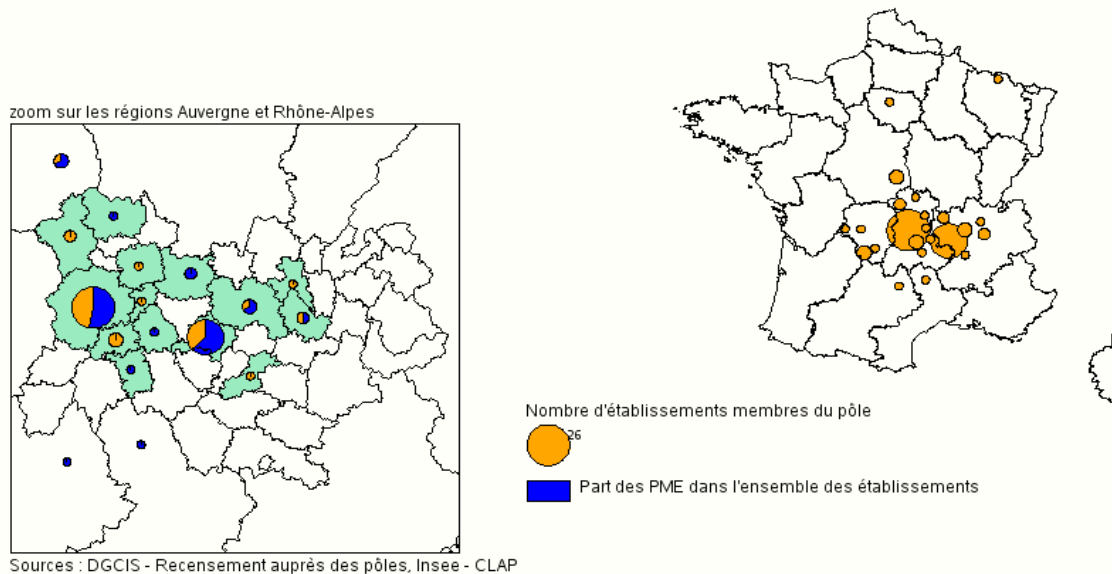 zoom sur les régions Auvergne et Rhône-Alpes
Nombre d'établissements membres du pôle
26
Part des PME dans l'ensemble des établissements
Sources : DGCIS - Recensement auprès des pôles, Insee - CLAP